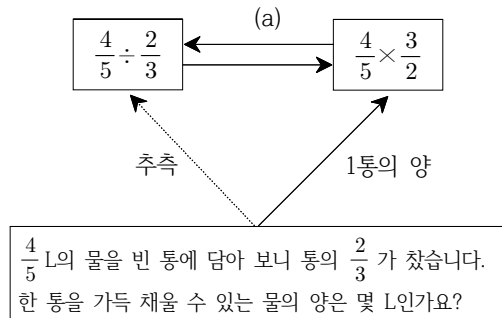 (a)
4/5 ÷ 2/3
4/5 × 3/2
추측
1통의 양
4/5 L의 물을 빈 통에 담아 보니 통의 2/3 가 찼습니다.
한 통을 가득 채울 수 있는 물의 양은 몇 L인가요?